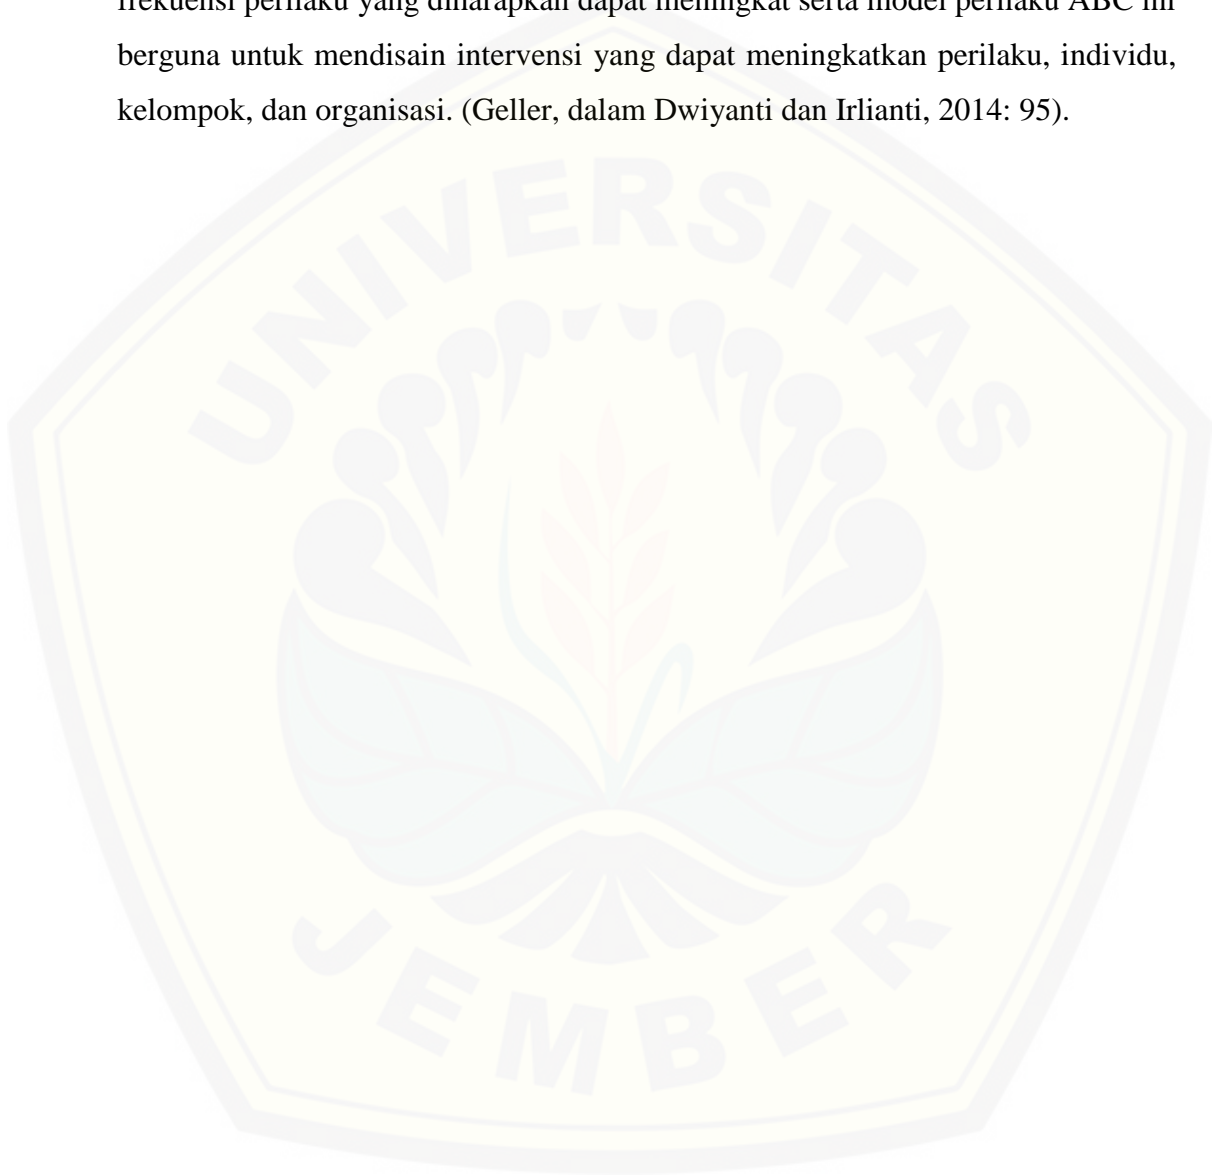 frekuensi perilaku yang diharapkan dapat meningkat serta model perilaku ABC ini
berguna untuk mendisain intervensi yang dapat meningkatkan perilaku, individu,
kelompok, dan organisasi. (Geller, dalam Dwiyanti dan Irlianti, 2014: 95).
UNIVERSITAS
JEMBER